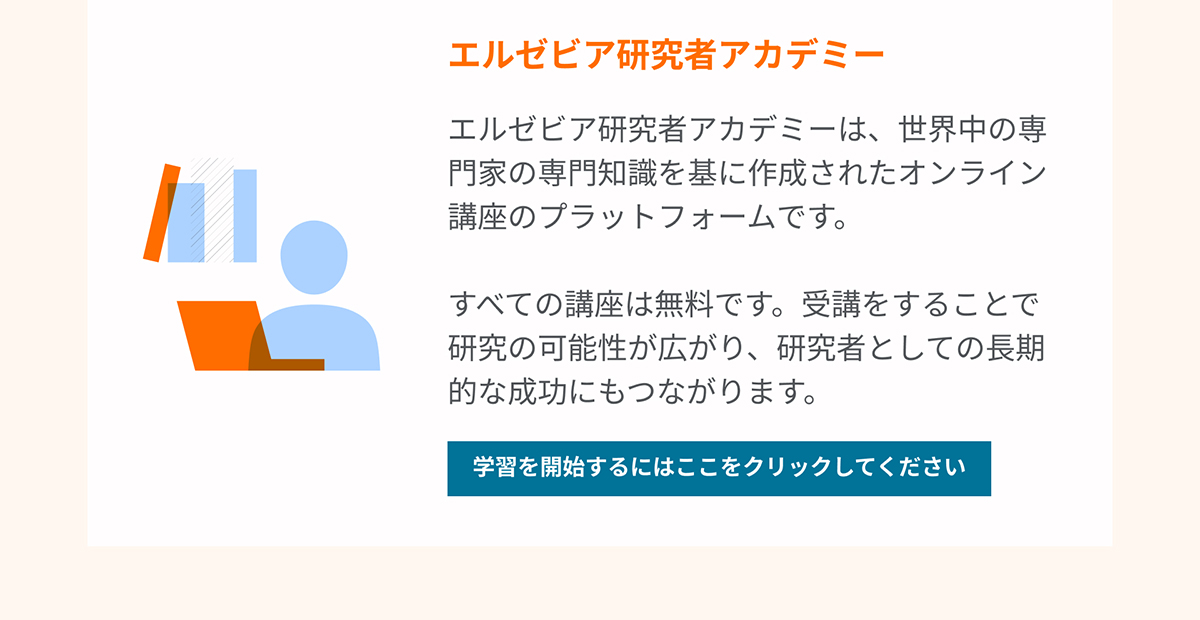 エルゼビア研究者アカデミー
エルゼビア研究者アカデミーは、世界中の専
門家の専門知識を基に作成されたオンライン
講座のプラットフォームです。
すべての講座は無料です。受講をすることで
研究の可能性が広がり、研究者としての長期
的な成功にもつながります。
学習を開始するにはここをクリックしてください